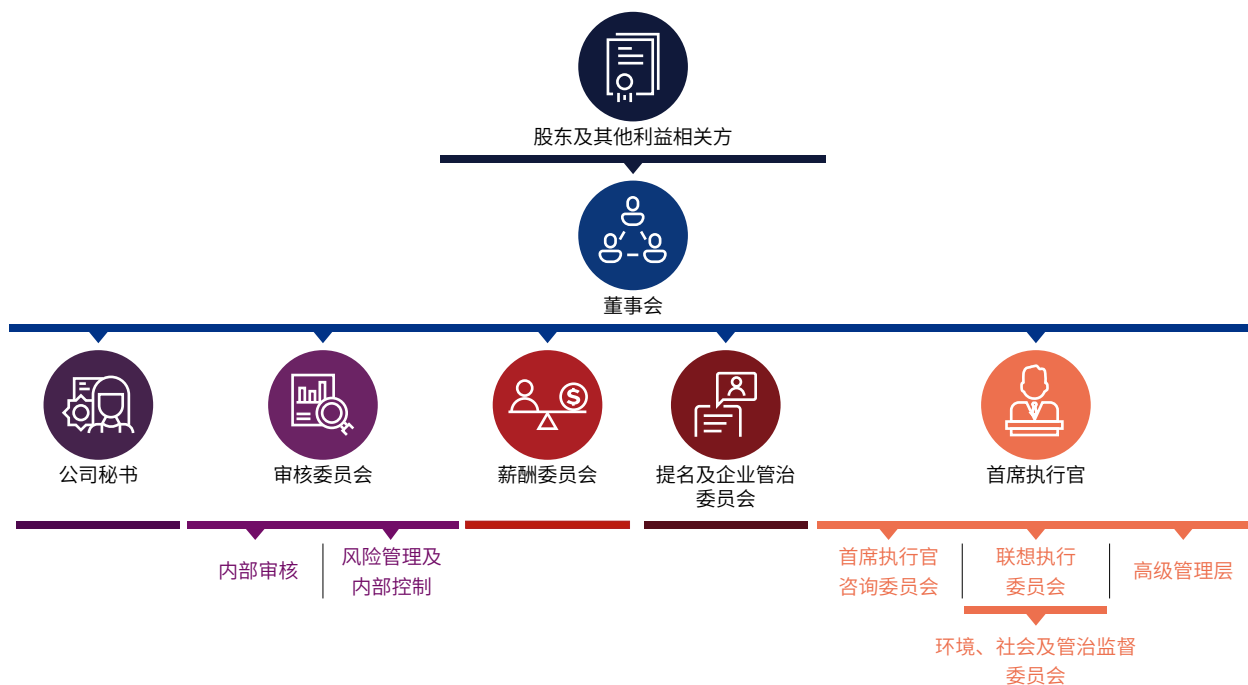 股东及其他利益相关方
董事会
公司秘书
审核委员会
薪酬委员会
提名及企业管治
委员会
首席执行官
内部审核
风险管理及
内部控制
首席执行官
咨询委员会
联想执行
委员会
高级管理层
环境、社会及管治监督
委员会